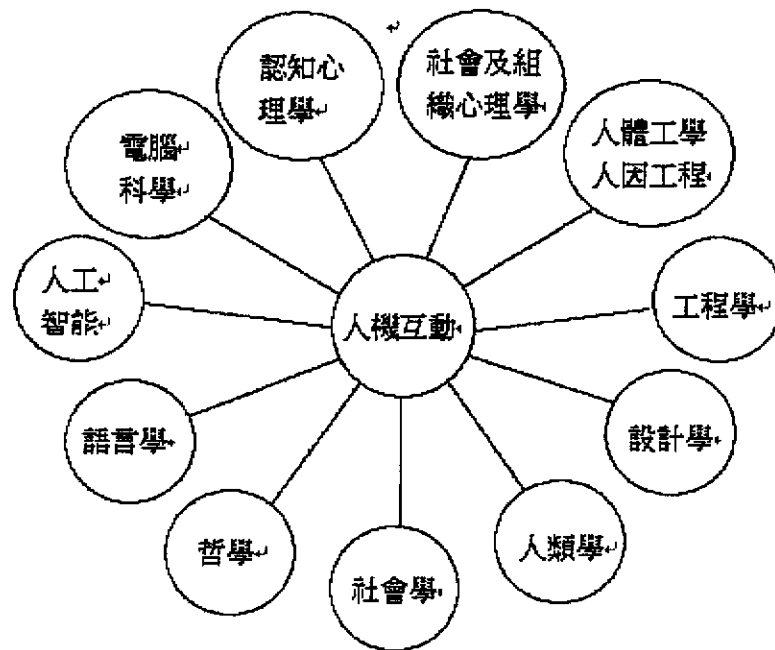 認知心
理學
社會及組
織心理學
電腦
科學
人體工學
人因工程
人工
智能
人機互動
工程學
語言學
設計學
哲學
人類學
社會學